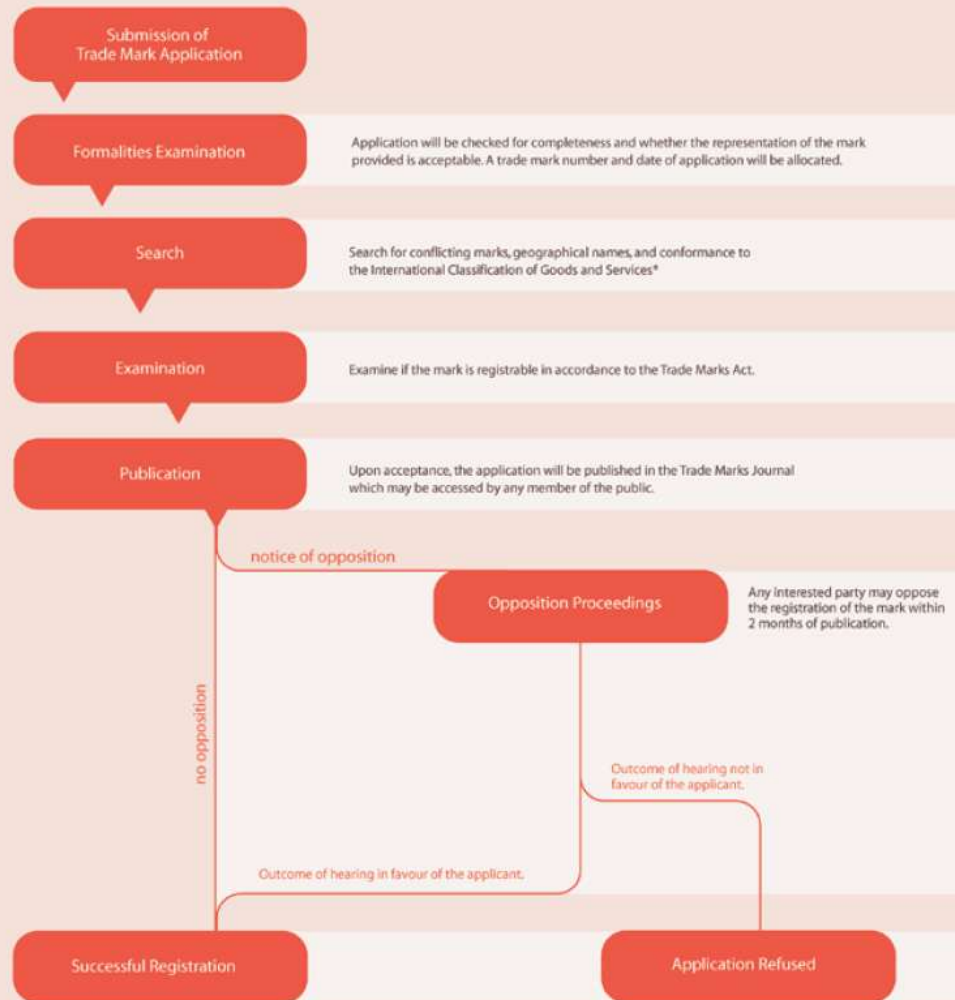 Submission of
Trade Mark Application
Formalities Examination
Application will be checked for completeness and whether the representation of the mark
provided is acceptable. A trade mark number and date of application will be allocated.
Search
Search for conflicting marks, geographical names, and conformance to
the International Classification of Goods and Services*
Examination
Examine if the mark is registrable in accordance to the Trade Marks Act.
Publication
Upon acceptance, the application will be published in the Trade Marks Journal
which may be accessed by any member of the public.
notice of opposition
Opposition Proceedings
Any interested party may oppose
the registration of the mark within
2 months of publication.
no opposition
Outcome of hearing not in
favour of the applicant.
Outcome of hearing in favour of the applicant.
Successful Registration
Application Refused